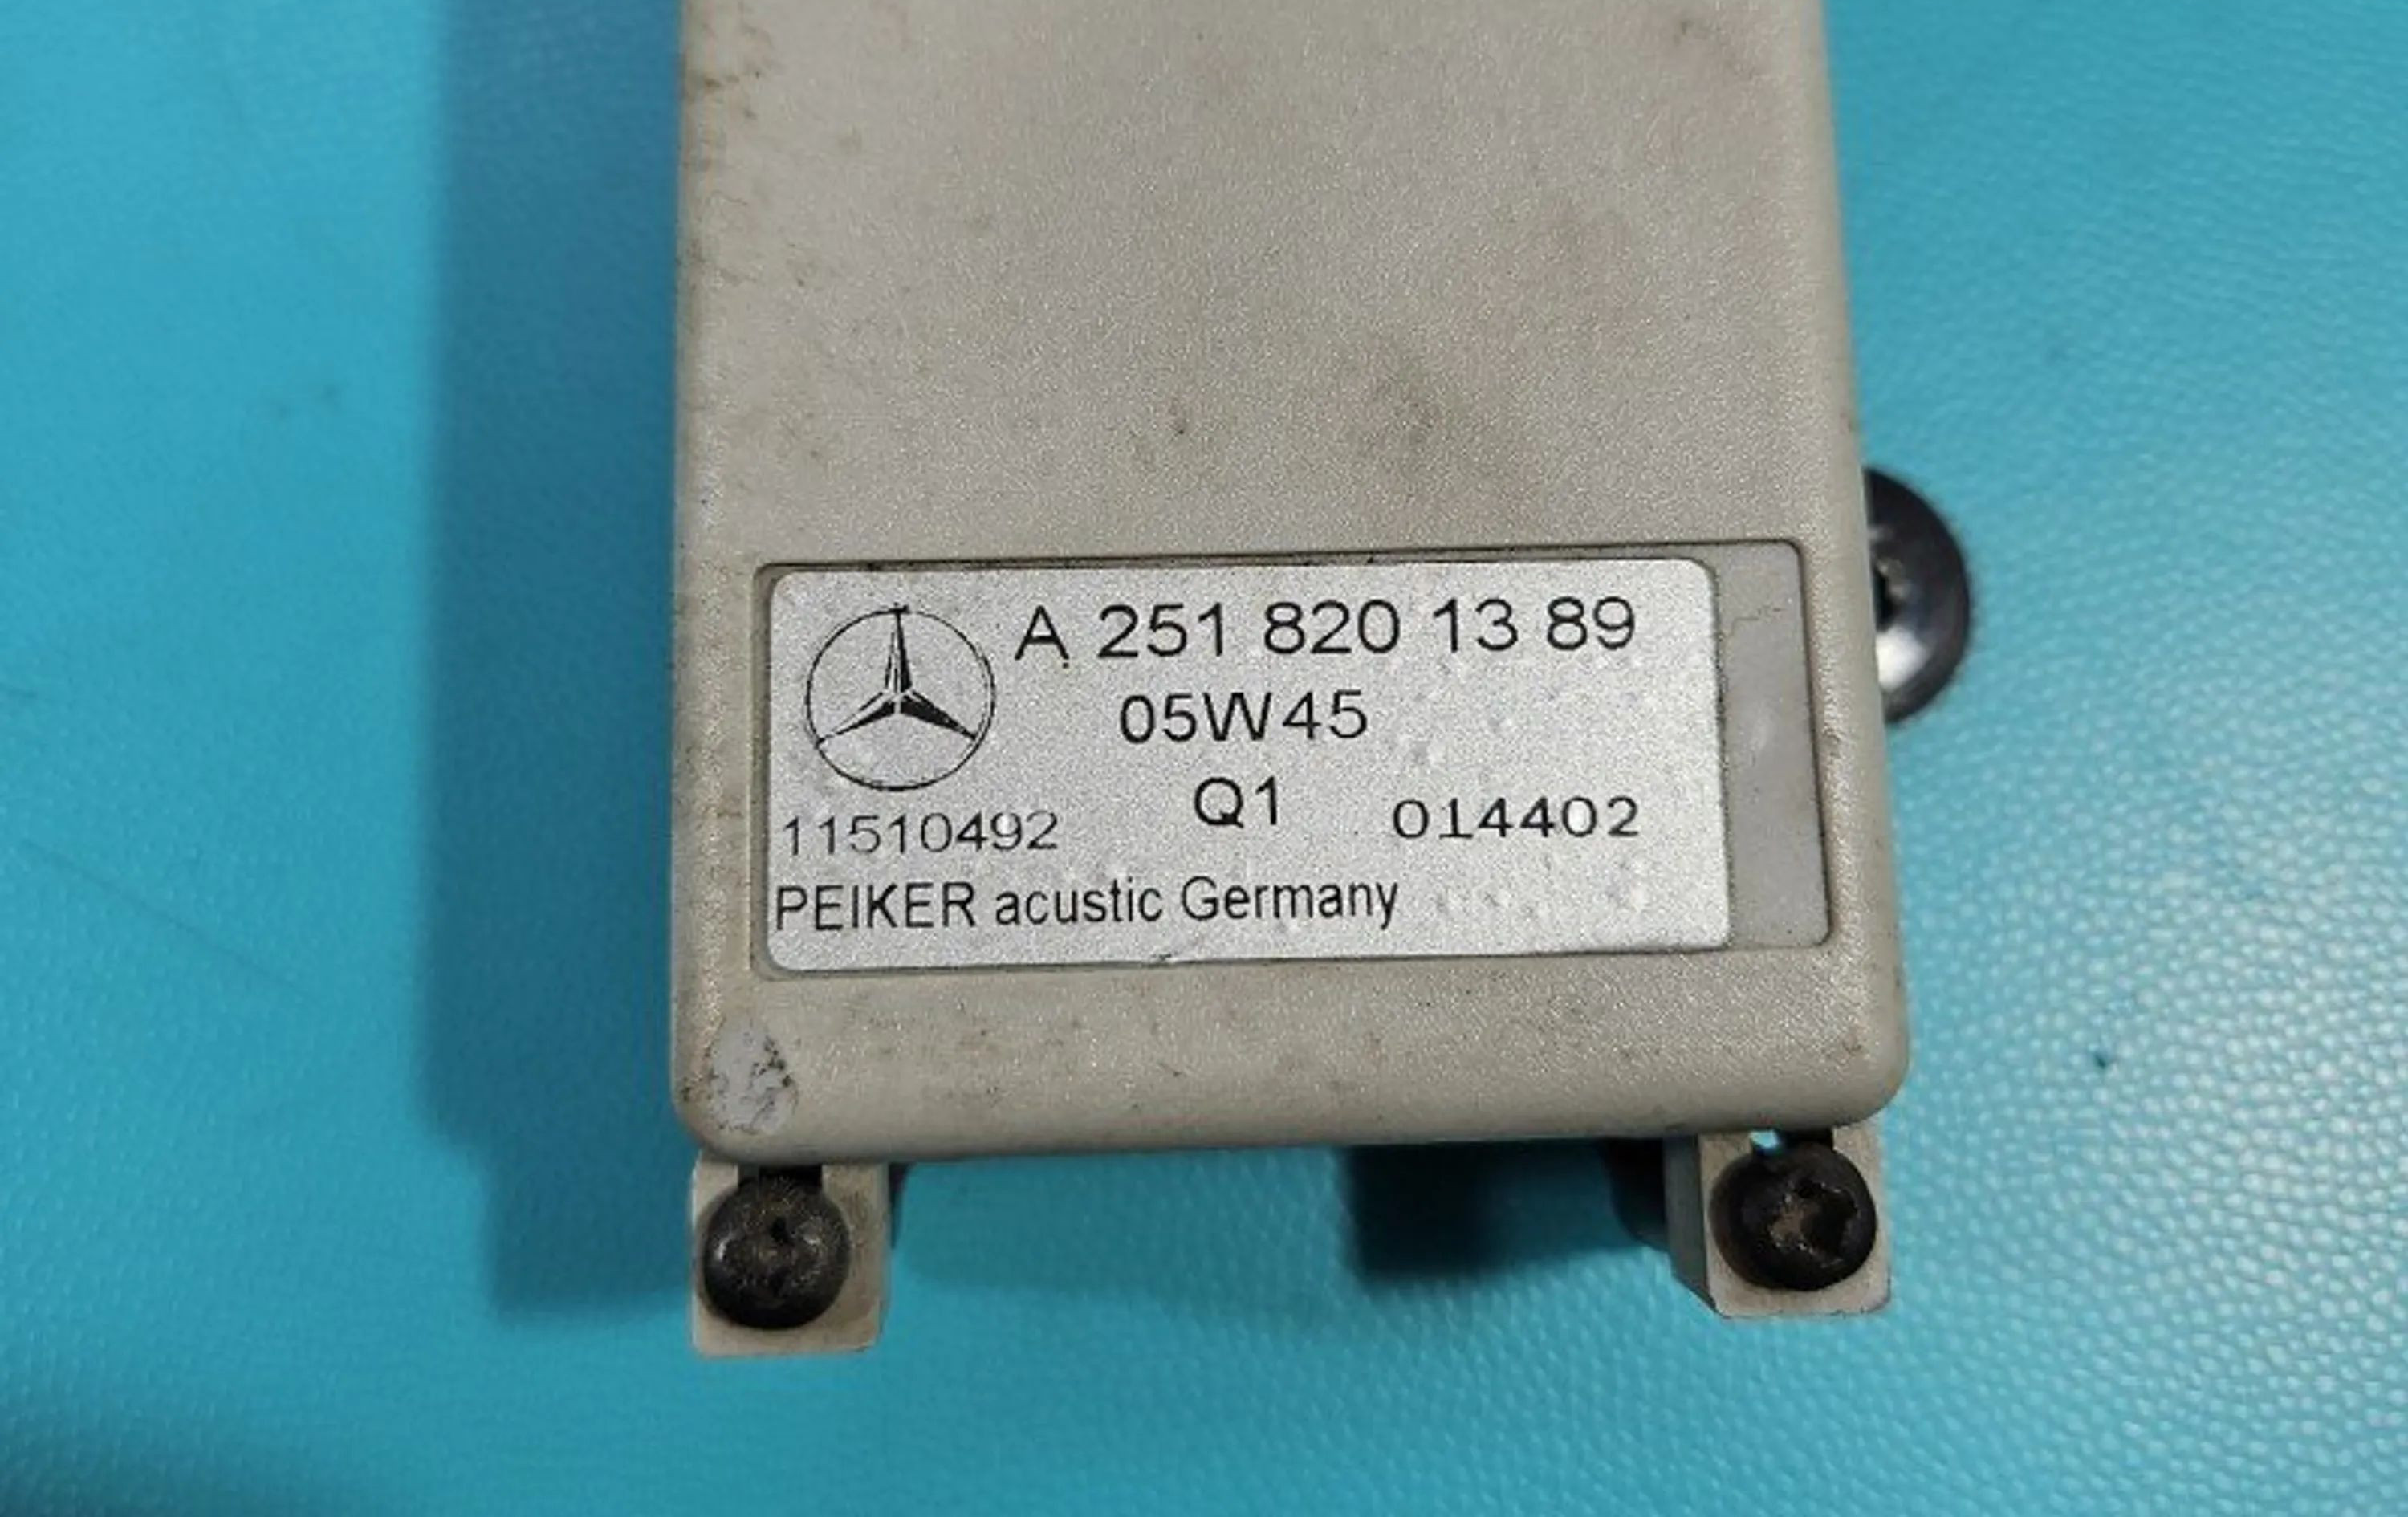 A 251 820 13 89
05W45
Q1
11510492 014402
PEIKER acustic Germany